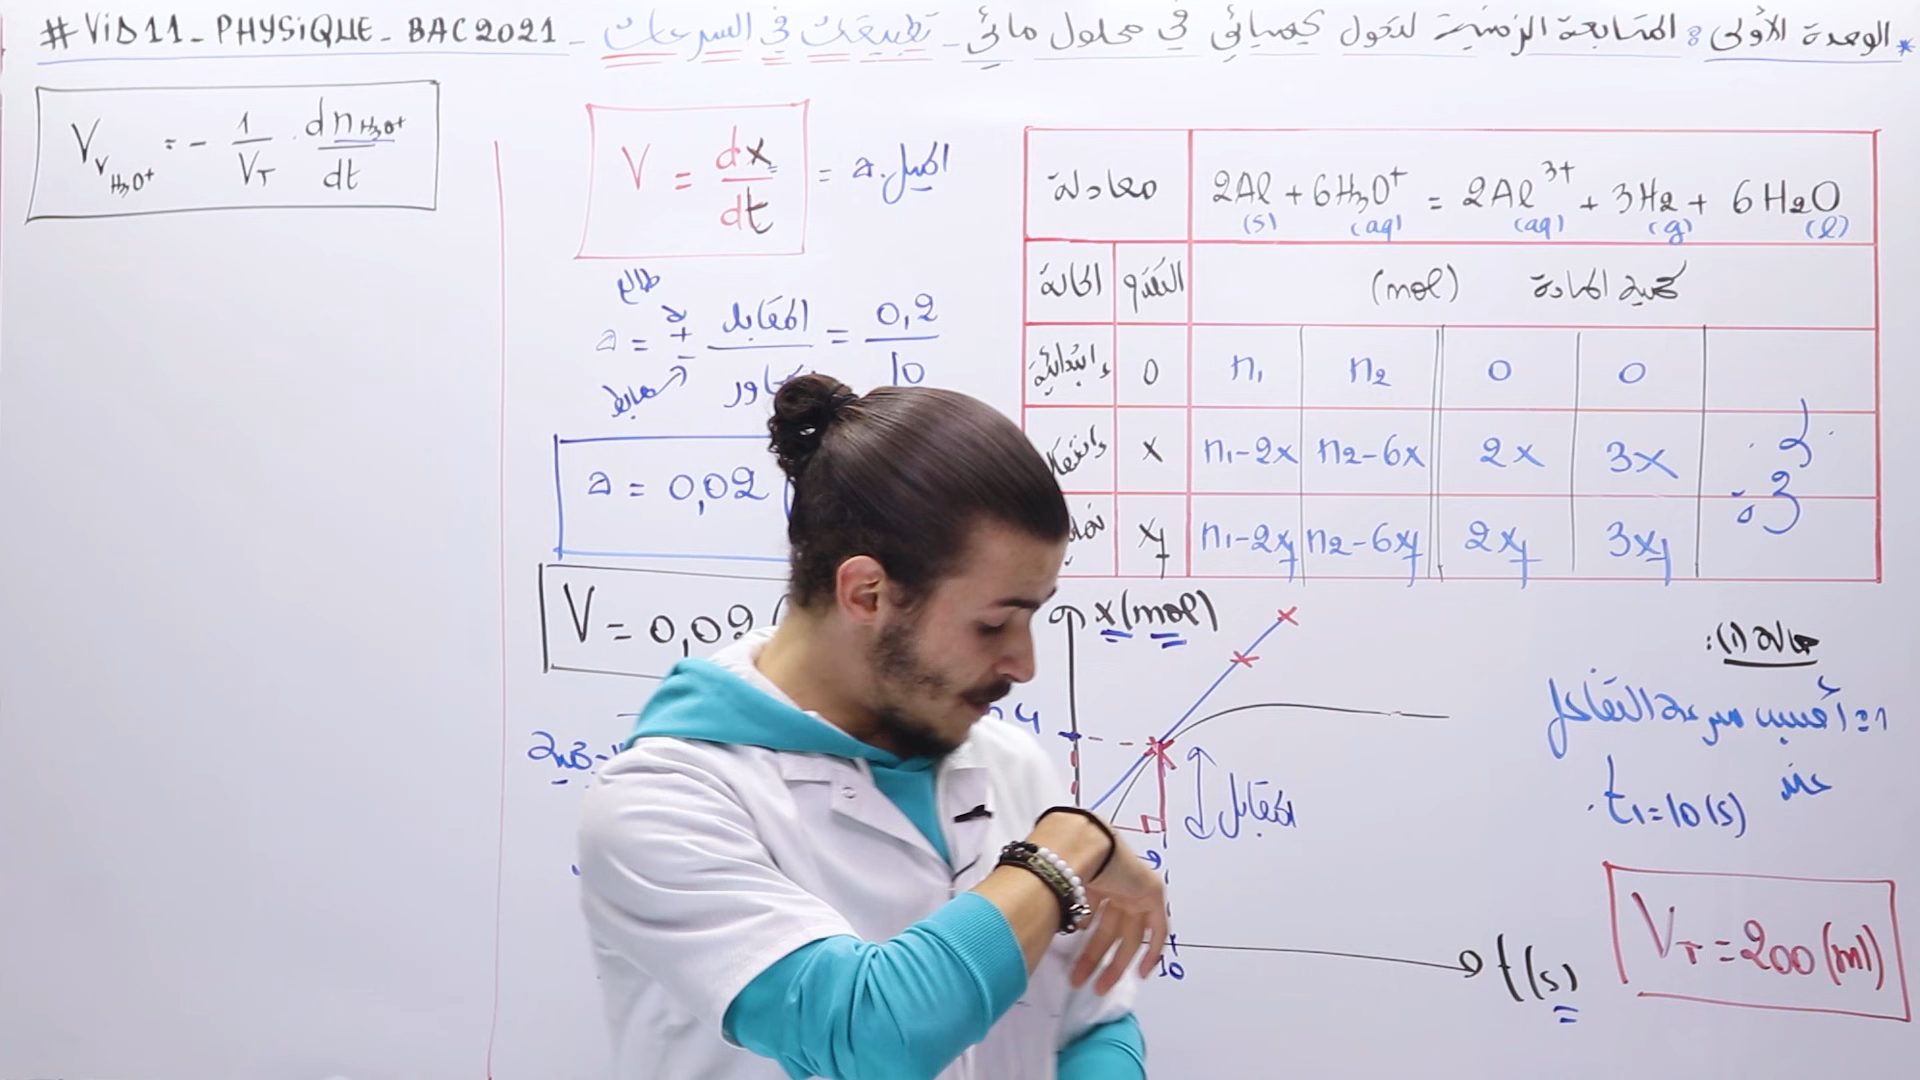 #ViD11_PHYSiQUE_BAC2021 _ تطبيقات في السرعات _ الوحدة الأولى : المتابعة الزمنية لتحول كيميائي في محلول مائي *
V_{V H₃O⁺} = - 1/V_T . dn_{H₃O⁺}/dt
V = dx/dt = a . الميل
طالع
a = ± المقابل / المجاور = 0,2 / 10
هابط
a = 0,02
V = 0,02 (
معادلة 2Al (s) + 6H₃O⁺ (aq) = 2Al³⁺ (aq) + 3H₂ (g) + 6H₂O (l)
الحالة التقدم كمية المادة (mol)
إبتدائية 0 n₁ n₂ 0 0
x n₁-2x n₂-6x 2x 3x
xf n₁-2xf n₂-6xf 2xf 3xf
x (mol)
المقابل
10
t(s)
حالة (1):
1 = أحسب سرعة التفاعل
عند t₁=10(s).
V_T = 200 (ml)